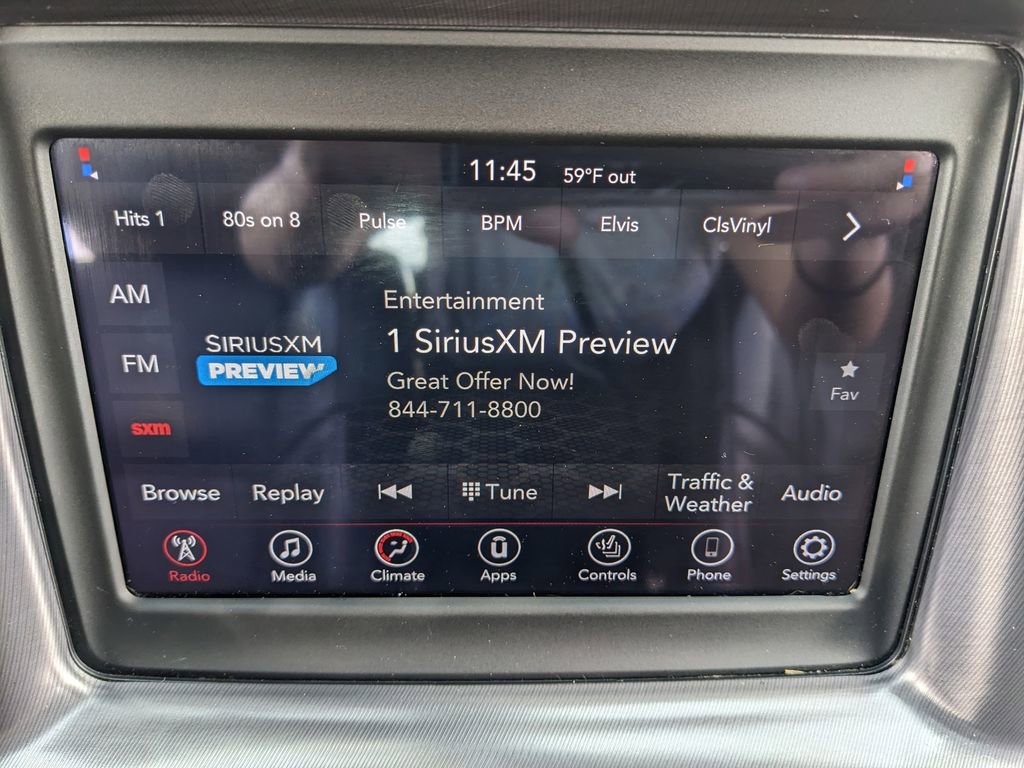 11:45 59°F out
Hits 1 80s on 8 Pulse BPM Elvis ClsVinyl
AM
FM
sxm
SIRIUSXM
PREVIEW
Entertainment
1 SiriusXM Preview
Great Offer Now!
844-711-8800
Fav
Browse Replay Tune Traffic &
Weather Audio
Radio Media Climate Apps Controls Phone Settings